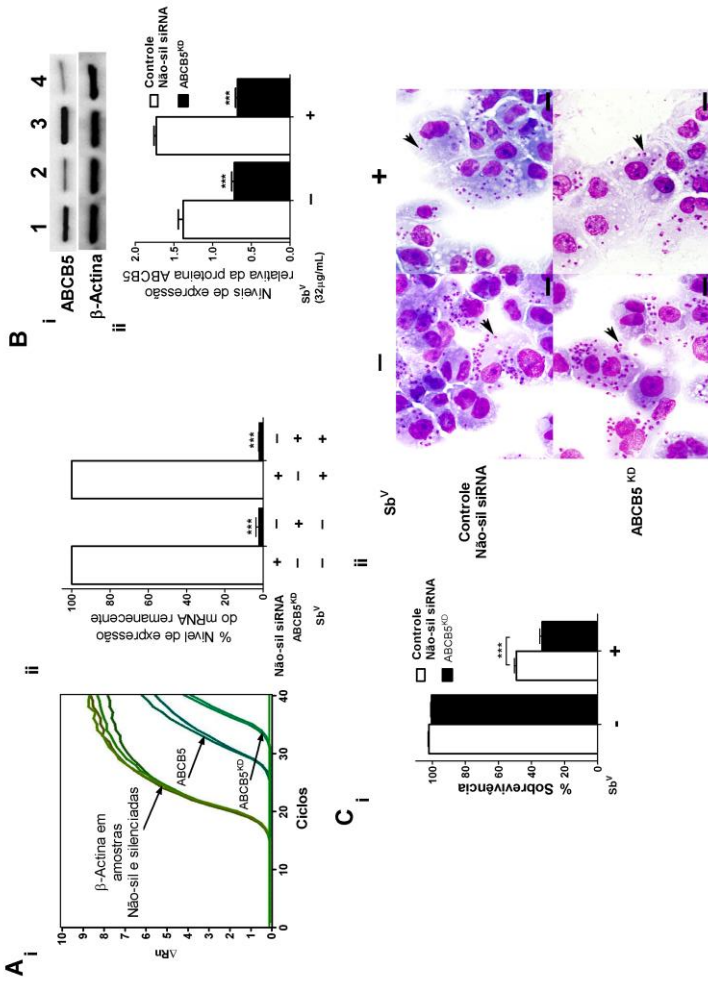 A
i
10
9
8
7
6
5
4
3
2
1
0
ΔRn
β-Actina em
amostras
Não-sil e silenciadas
ABCB5
ABCB5KD
0
10
20
30
40
Ciclos
ii
% Nível de expressão
do mRNA remanecente
100
80
60
40
20
0
***
***
Não-sil siRNA + − + −
ABCB5KD − + − +
SbV − − + +
B
i
1 2 3 4
ABCB5
β-Actina
ii
Níveis de expressão
relativa da proteína ABCB5
2.0
1.5
1.0
0.5
0.0
Controle
Não-sil siRNA
ABCB5KD
***
***
SbV − +
(32µg/mL)
C
i
% Sobrevivência
100
80
60
40
20
0
Controle
Não-sil siRNA
ABCB5KD
***
SbV - +
ii
SbV − +
Controle
Não-sil siRNA
ABCB5 KD